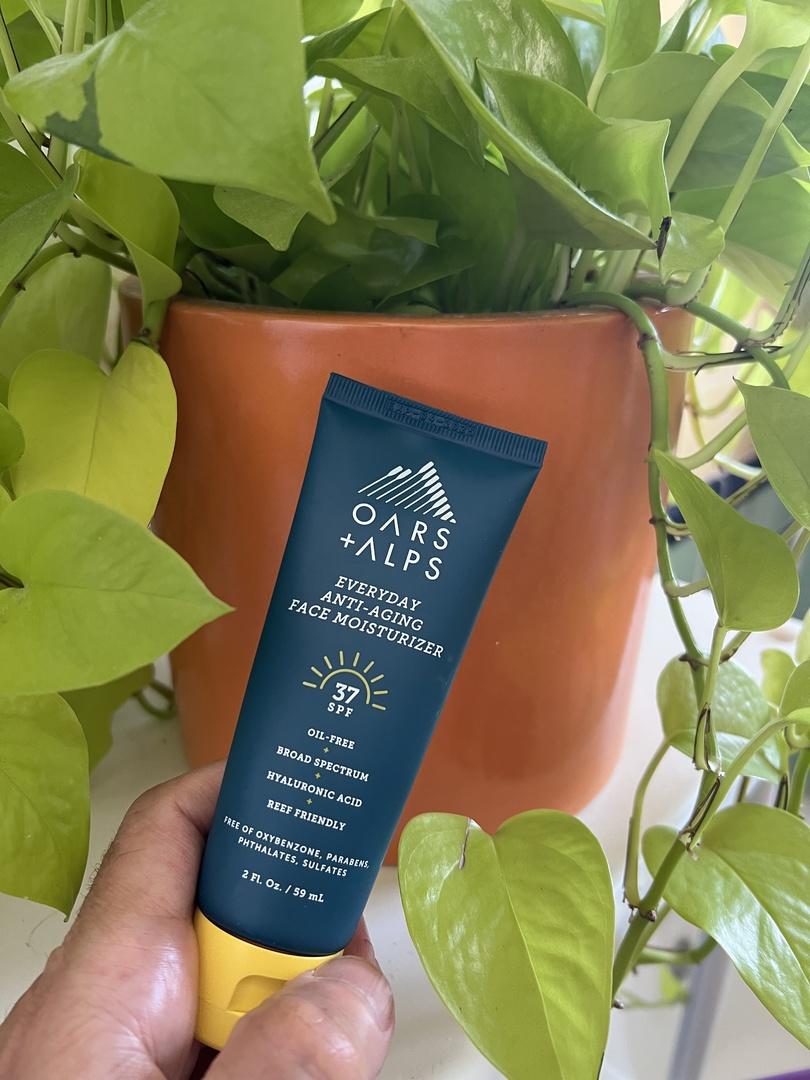 OARS
+ALPS
EVERYDAY
ANTI-AGING
FACE MOISTURIZER
37
SPF
OIL-FREE
+
BROAD SPECTRUM
+
HYALURONIC ACID
+
REEF FRIENDLY
FREE OF OXYBENZONE, PARABENS,
PHTHALATES, SULFATES
2 Fl. Oz. / 59 mL